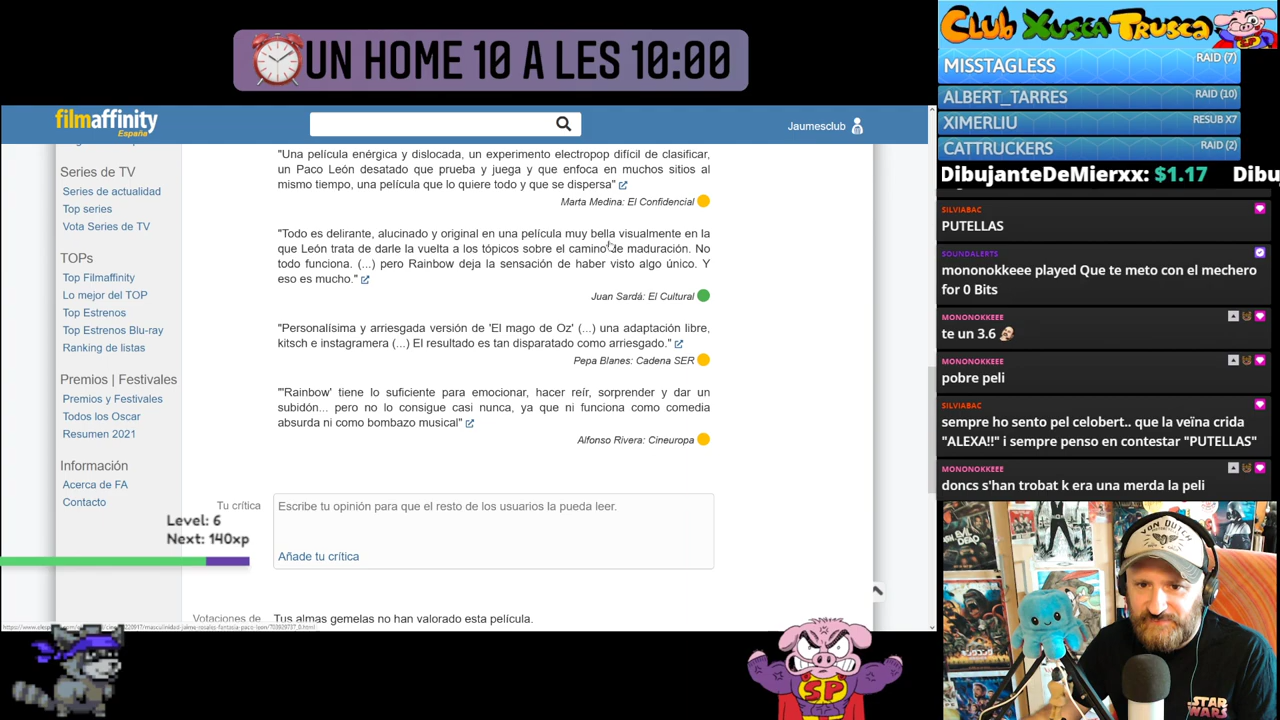 ⏰UN HOME 10 A LES 10:00
filmaffinity
España
Jaumesclub
Series de TV
Series de actualidad
Top series
Vota Series de TV
TOPs
Top Filmaffinity
Lo mejor del TOP
Top Estrenos
Top Estrenos Blu-ray
Ranking de listas
Premios | Festivales
Premios y Festivales
Todos los Oscar
Resumen 2021
Información
Acerca de FA
Contacto
Level: 6
Next: 140xp
"Una película enérgica y dislocada, un experimento electropop difícil de clasificar,
un Paco León desatado que prueba y juega y que enfoca en muchos sitios al
mismo tiempo, una película que lo quiere todo y que se dispersa"
Marta Medina: El Confidencial
"Todo es delirante, alucinado y original en una película muy bella visualmente en la
que León trata de darle la vuelta a los tópicos sobre el camino de maduración. No
todo funciona. (...) pero Rainbow deja la sensación de haber visto algo único. Y
eso es mucho."
Juan Sardá: El Cultural
"Personalísima y arriesgada versión de 'El mago de Oz' (...) una adaptación libre,
kitsch e instagramera (...) El resultado es tan disparatado como arriesgado."
Pepa Blanes: Cadena SER
"'Rainbow' tiene lo suficiente para emocionar, hacer reír, sorprender y dar un
subidón... pero no lo consigue casi nunca, ya que ni funciona como comedia
absurda ni como bombazo musical"
Alfonso Rivera: Cineuropa
Tu crítica
Escribe tu opinión para que el resto de los usuarios la pueda leer.
Añade tu crítica
Votaciones de
Tus almas gemelas no han valorado esta película.
SP
Club Xusca Trusca
MISSTAGLESS RAID (7)
ALBERT_TARRES RAID (10)
XIMERLIU RESUB X7
CATTRUCKERS RAID (2)
DibujanteDeMierxx: $1.17 Dibu
SILVIABAC
PUTELLAS
SOUNDALERTS
mononokkeee played Que te meto con el mechero
for 0 Bits
MONONOKKEEE
te un 3.6
MONONOKKEEE
pobre peli
SILVIABAC
sempre ho sento pel celobert.. que la veïna crida
"ALEXA!!" i sempre penso en contestar "PUTELLAS"
MONONOKKEEE
doncs s'han trobat k era una merda la peli
VON DUTCH
STAR
WARS